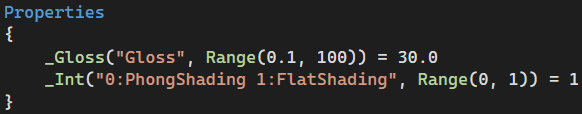 Properties
{
_Gloss("Gloss", Range(0.1, 100)) = 30.0
_Int("0:PhongShading 1:FlatShading", Range(0, 1)) = 1
}